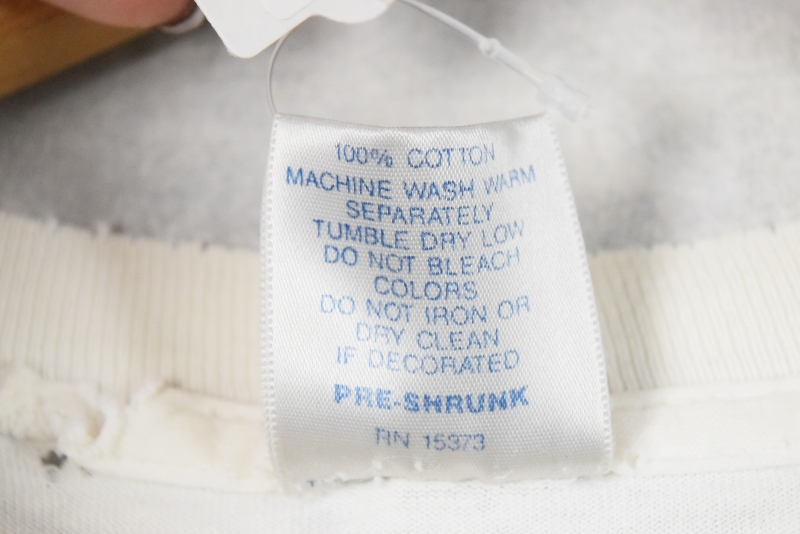 100% COTTON
MACHINE WASH WARM
SEPARATELY
TUMBLE DRY LOW
DO NOT BLEACH
COLORS
DO NOT IRON OR
DRY CLEAN
IF DECORATED
PRE-SHRUNK
RN 15373